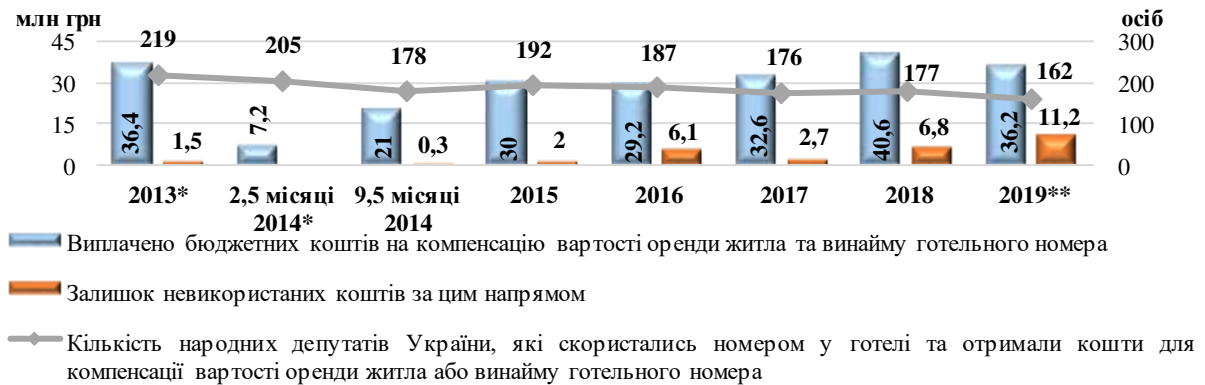 млн грн осіб
219 205 178 192 187 176 177 162
45 300
30 200
15 100
0 0
36,4 1,5 7,2 21 0,3 30 2 29,2 6,1 32,6 2,7 40,6 6,8 36,2 11,2
2013* 2,5 місяці 9,5 місяці 2015 2016 2017 2018 2019**
2014* 2014
Виплачено бюджетних коштів на компенсацію вартості оренди житла та винайму готельного номера
Залишок невикористаних коштів за цим напрямом
Кількість народних депутатів України, які скористались номером у готелі та отримали кошти для
компенсації вартості оренди житла або винайму готельного номера